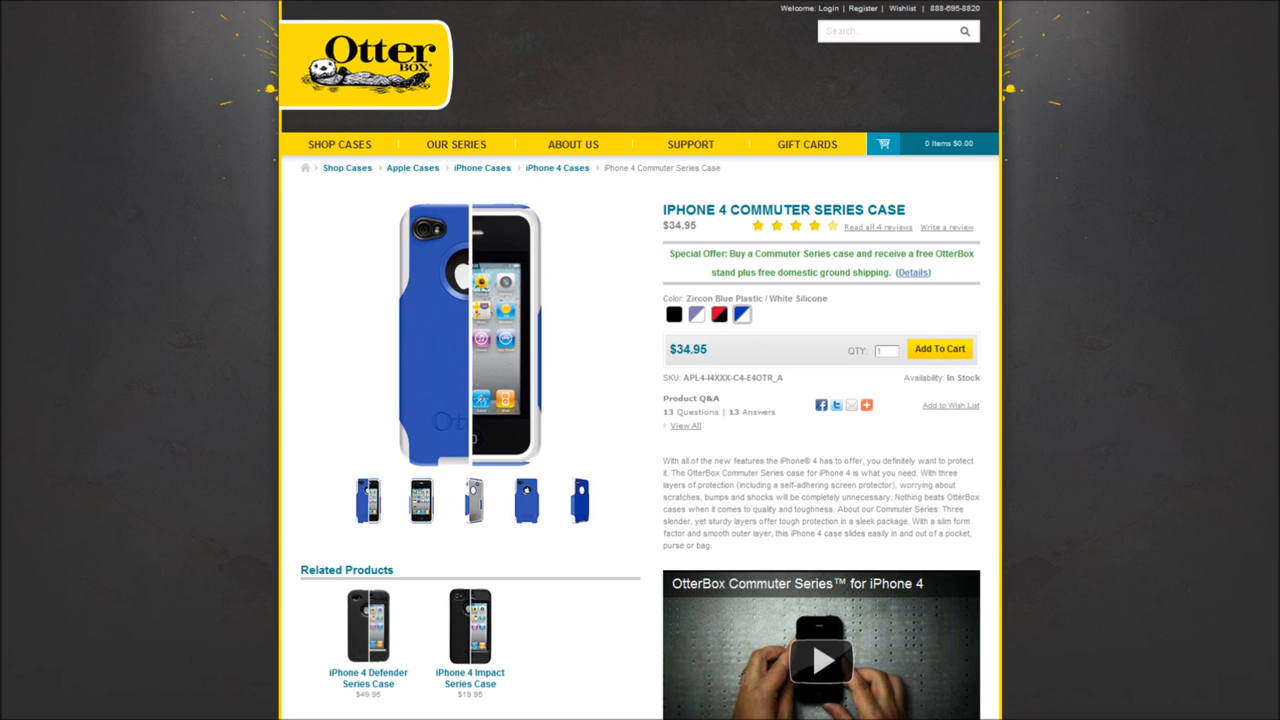 Welcome: Login | Register | Wishlist | 888-695-8820
Search...
Otter
BOX®
SHOP CASES
OUR SERIES
ABOUT US
SUPPORT
GIFT CARDS
0 Items $0.00
Shop Cases
Apple Cases
iPhone Cases
iPhone 4 Cases
iPhone 4 Commuter Series Case
IPHONE 4 COMMUTER SERIES CASE
$34.95
Read all 4 reviews
Write a review
Special Offer: Buy a Commuter Series case and receive a free OtterBox
stand plus free domestic ground shipping. (Details)
Color: Zircon Blue Plastic / White Silicone
$34.95
QTY: 1
Add To Cart
SKU: APL4-I4XXX-C4-E4OTR_A
Availability: In Stock
Product Q&A
13 Questions | 13 Answers
View All
Add to Wish List
With all of the new features the iPhone® 4 has to offer, you definitely want to protect
it. The OtterBox Commuter Series case for iPhone 4 is what you need. With three
layers of protection (including a self-adhering screen protector), worrying about
scratches, bumps and shocks will be completely unnecessary. Nothing beats OtterBox
cases when it comes to quality and toughness. About our Commuter Series: Three
slender, yet sturdy layers offer tough protection in a sleek package. With a slim form
factor and smooth outer layer, this iPhone 4 case slides easily in and out of a pocket,
purse or bag.
Related Products
iPhone 4 Defender
Series Case
$49.95
iPhone 4 Impact
Series Case
$19.95
OtterBox Commuter Series™ for iPhone 4